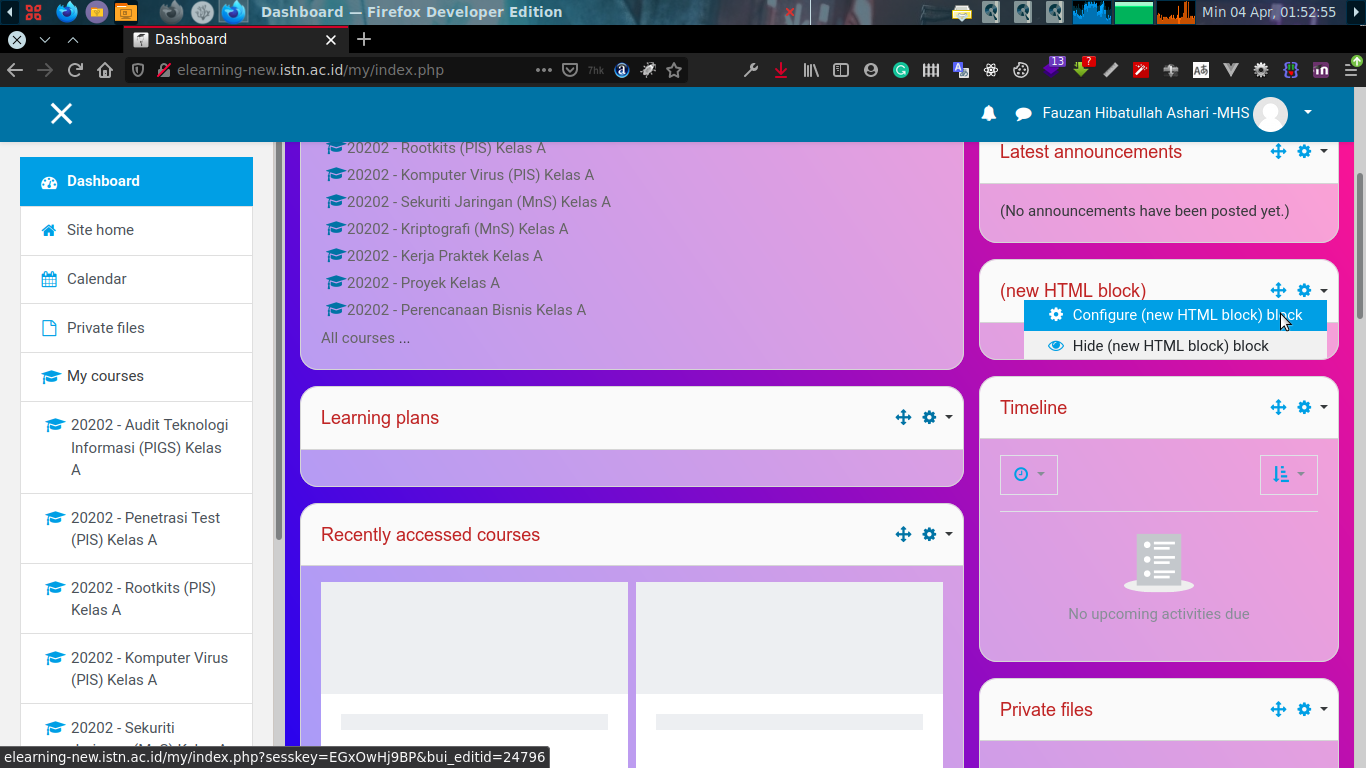 Dashboard — Firefox Developer Edition
Min 04 Apr, 01:52:55
Dashboard
elearning-new.istn.ac.id/my/index.php
7hk
13
?
Fauzan Hibatullah Ashari -MHS
Dashboard
Site home
Calendar
Private files
My courses
20202 - Audit Teknologi
Informasi (PIGS) Kelas
A
20202 - Penetrasi Test
(PIS) Kelas A
20202 - Rootkits (PIS)
Kelas A
20202 - Komputer Virus
(PIS) Kelas A
20202 - Sekuriti
20202 - Rootkits (PIS) Kelas A
20202 - Komputer Virus (PIS) Kelas A
20202 - Sekuriti Jaringan (MnS) Kelas A
20202 - Kriptografi (MnS) Kelas A
20202 - Kerja Praktek Kelas A
20202 - Proyek Kelas A
20202 - Perencanaan Bisnis Kelas A
All courses ...
Learning plans
Recently accessed courses
Latest announcements
(No announcements have been posted yet.)
(new HTML block)
Configure (new HTML block) block
Hide (new HTML block) block
Timeline
No upcoming activities due
Private files
elearning-new.istn.ac.id/my/index.php?sesskey=EGxOwHj9BP&bui_editid=24796